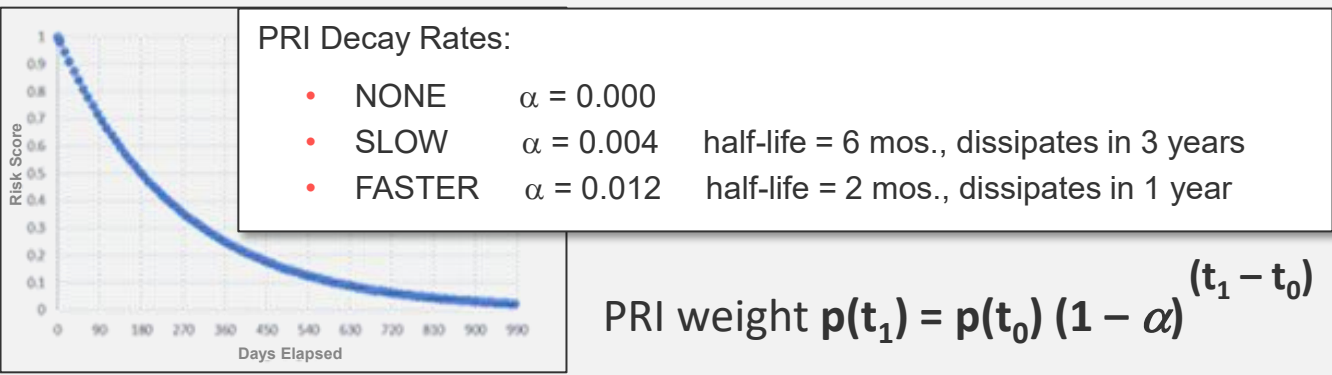 PRI Decay Rates:
• NONE α = 0.000
• SLOW α = 0.004 half-life = 6 mos., dissipates in 3 years
• FASTER α = 0.012 half-life = 2 mos., dissipates in 1 year
Risk Score
1
0.9
0.8
0.7
0.6
0.5
0.4
0.3
0.2
0.1
0
0 90 180 270 360 450 540 630 720 810 900 990
Days Elapsed
PRI weight p(t₁) = p(t₀) (1 – α)^(t₁ – t₀)